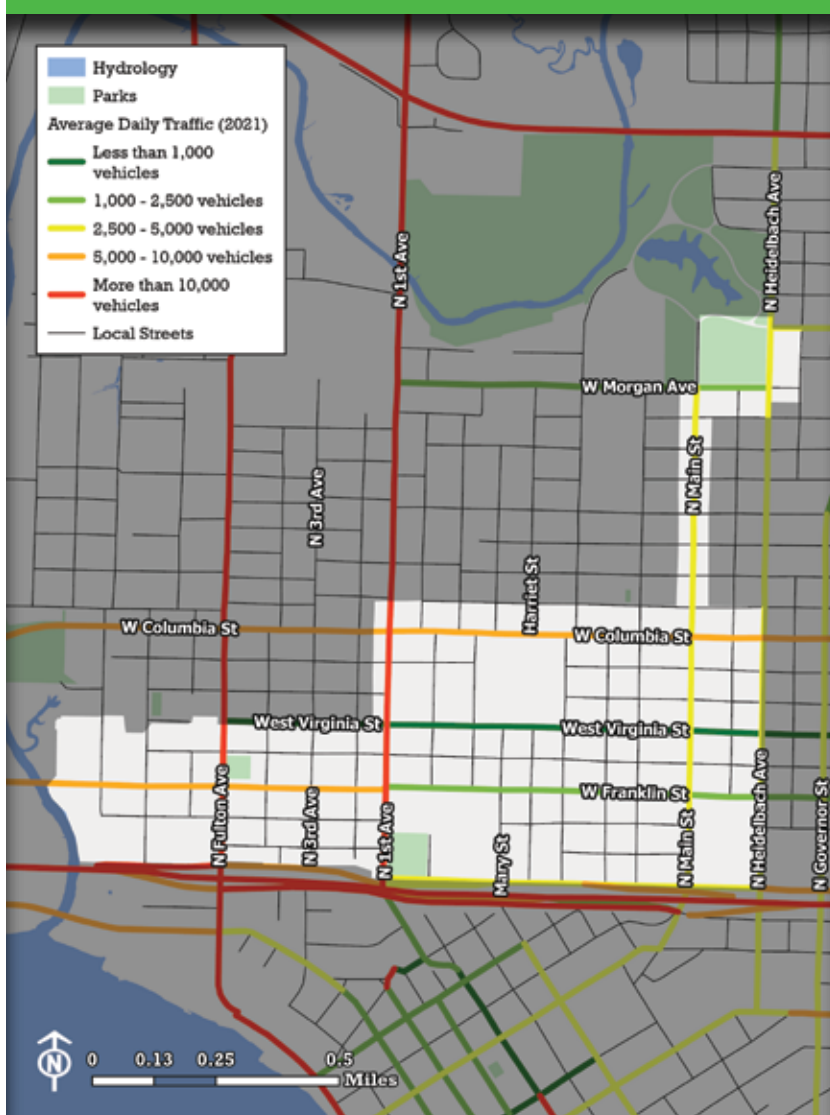 Hydrology
Parks
Average Daily Traffic (2021)
Less than 1,000
vehicles
1,000 - 2,500 vehicles
2,500 - 5,000 vehicles
5,000 - 10,000 vehicles
More than 10,000
vehicles
Local Streets
N 1st Ave
N Heidelbach Ave
W Morgan Ave
N Main St
N 3rd Ave
Harriet St
W Columbia St
W Columbia St
West Virginia St
West Virginia St
W Franklin St
N Fulton Ave
N 3rd Ave
N 1st Ave
Mary St
N Main St
N Heidelbach Ave
N Governor St
N
0 0.13 0.25 0.5
Miles